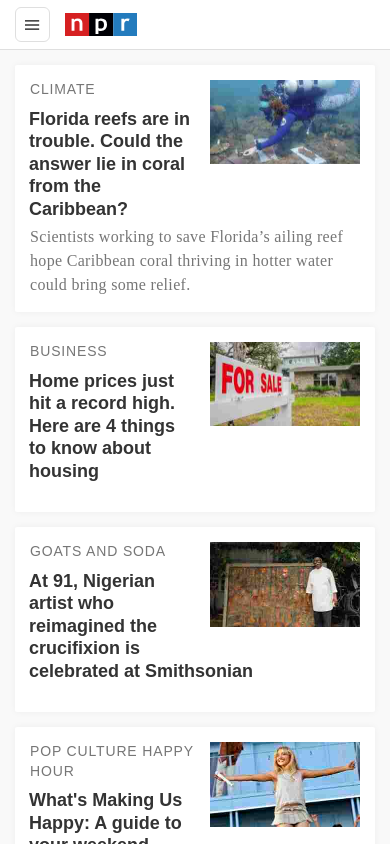 npr
CLIMATE
Florida reefs are in
trouble. Could the
answer lie in coral
from the
Caribbean?
Scientists working to save Florida’s ailing reef
hope Caribbean coral thriving in hotter water
could bring some relief.
BUSINESS
Home prices just
hit a record high.
Here are 4 things
to know about
housing
FOR SALE
GOATS AND SODA
At 91, Nigerian
artist who
reimagined the
crucifixion is
celebrated at Smithsonian
POP CULTURE HAPPY
HOUR
What's Making Us
Happy: A guide to
your weekend